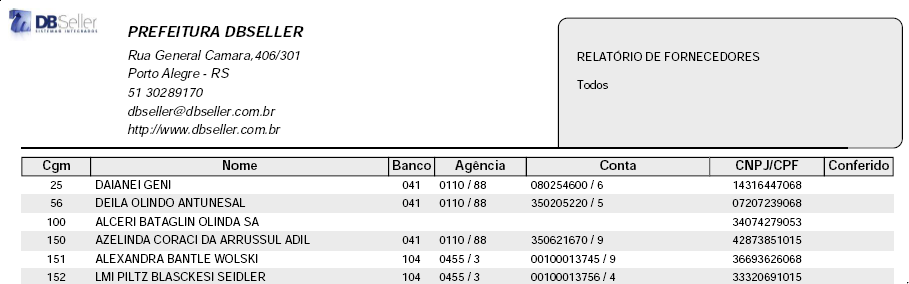 DBSeller
SISTEMAS INTEGRADOS
PREFEITURA DBSELLER
Rua General Camara,406/301
Porto Alegre - RS
51 30289170
dbseller@dbseller.com.br
http://www.dbseller.com.br
RELATÓRIO DE FORNECEDORES
Todos
Cgm Nome Banco Agência Conta CNPJ/CPF Conferido
25 DAIANEI GENI 041 0110 / 88 080254600 / 6 14316447068
56 DEILA OLINDO ANTUNESAL 041 0110 / 88 350205220 / 5 07207239068
100 ALCERI BATAGLIN OLINDA SA 34074279053
150 AZELINDA CORACI DA ARRUSSUL ADIL 041 0110 / 88 350621670 / 9 42873851015
151 ALEXANDRA BANTLE WOLSKI 104 0455 / 3 00100013745 / 9 36693626068
152 LMI PILTZ BLASCKESI SEIDLER 104 0455 / 3 00100013756 / 4 33320691015